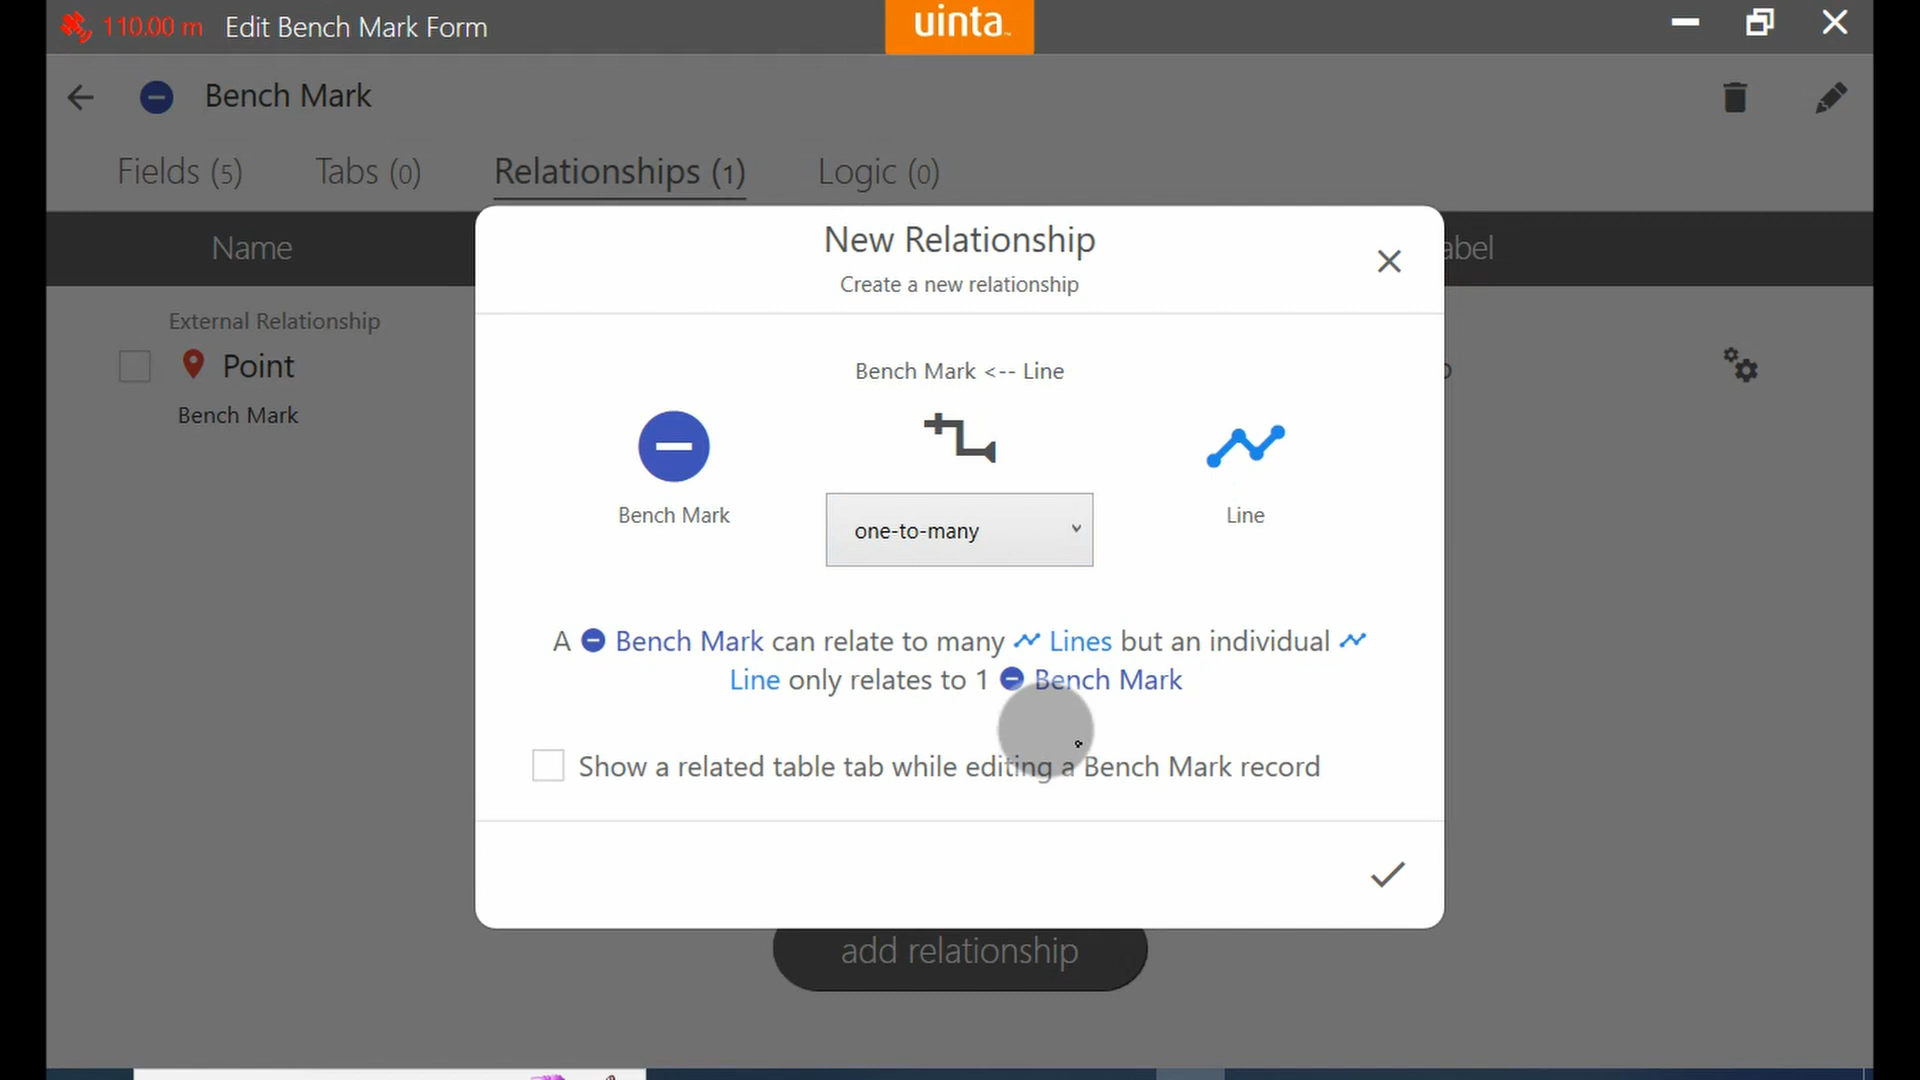 110.00 m Edit Bench Mark Form
uinta
Bench Mark
Fields (5) Tabs (0) Relationships (1) Logic (0)
Name
New Relationship
Create a new relationship
External Relationship
Point
Bench Mark
Bench Mark <-- Line
Bench Mark
one-to-many
Line
A Bench Mark can relate to many Lines but an individual
Line only relates to 1 Bench Mark
Show a related table tab while editing a Bench Mark record
add relationship